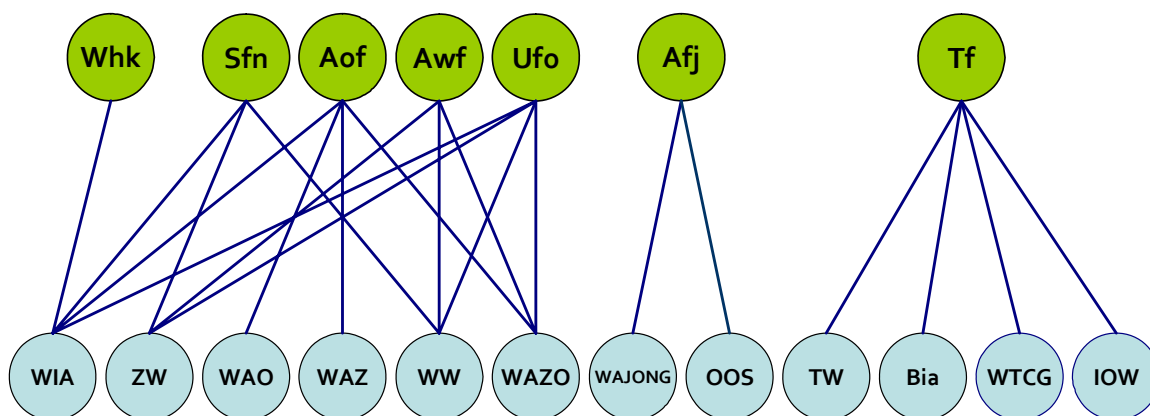 Whk Sfn Aof Awf Ufo Afj Tf
WIA ZW WAO WAZ WW WAZO WAJONG OOS TW Bia WTCG IOW